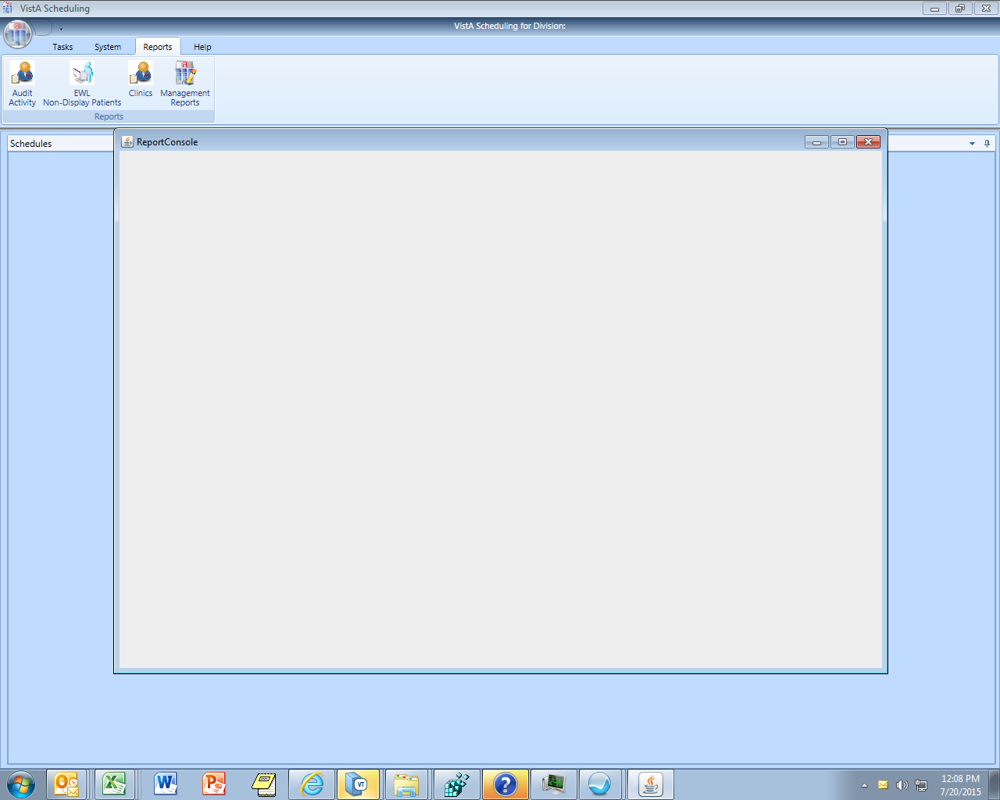 VistA Scheduling
VistA Scheduling for Division:
Tasks System Reports Help
Audit Activity
EWL Non-Display Patients
Clinics
Management Reports
Reports
Schedules
ReportConsole
VT
12:08 PM
7/20/2015